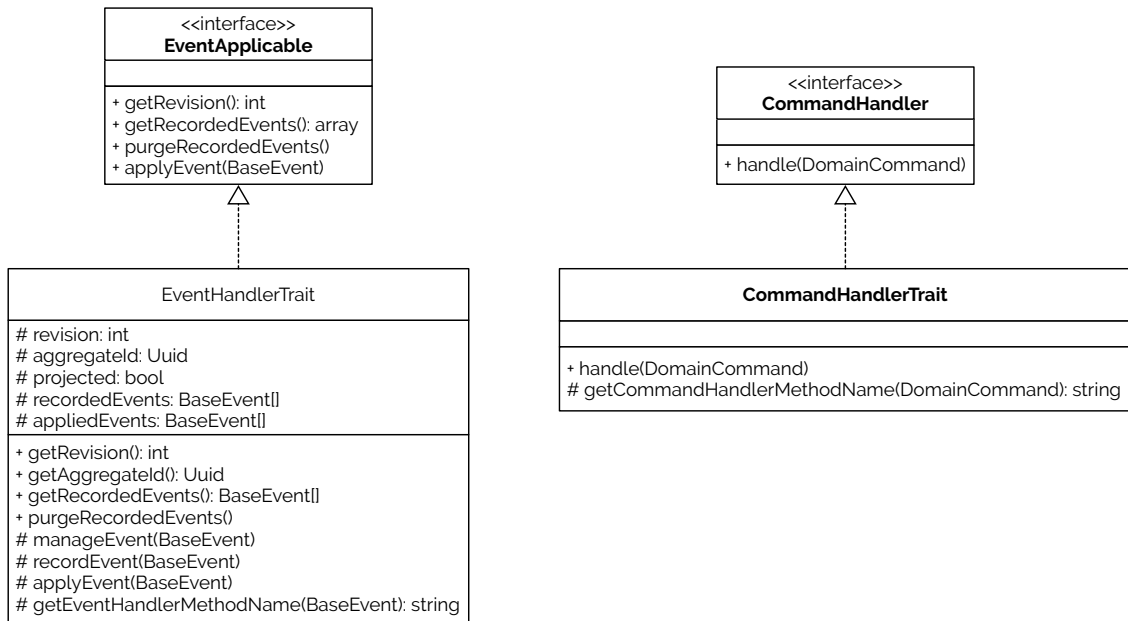 <<interface>>
EventApplicable
+ getRevision(): int
+ getRecordedEvents(): array
+ purgeRecordedEvents()
+ applyEvent(BaseEvent)
<<interface>>
CommandHandler
+ handle(DomainCommand)
EventHandlerTrait
# revision: int
# aggregateId: Uuid
# projected: bool
# recordedEvents: BaseEvent[]
# appliedEvents: BaseEvent[]
+ getRevision(): int
+ getAggregateId(): Uuid
+ getRecordedEvents(): BaseEvent[]
+ purgeRecordedEvents()
# manageEvent(BaseEvent)
# recordEvent(BaseEvent)
# applyEvent(BaseEvent)
# getEventHandlerMethodName(BaseEvent): string
CommandHandlerTrait
+ handle(DomainCommand)
# getCommandHandlerMethodName(DomainCommand): string